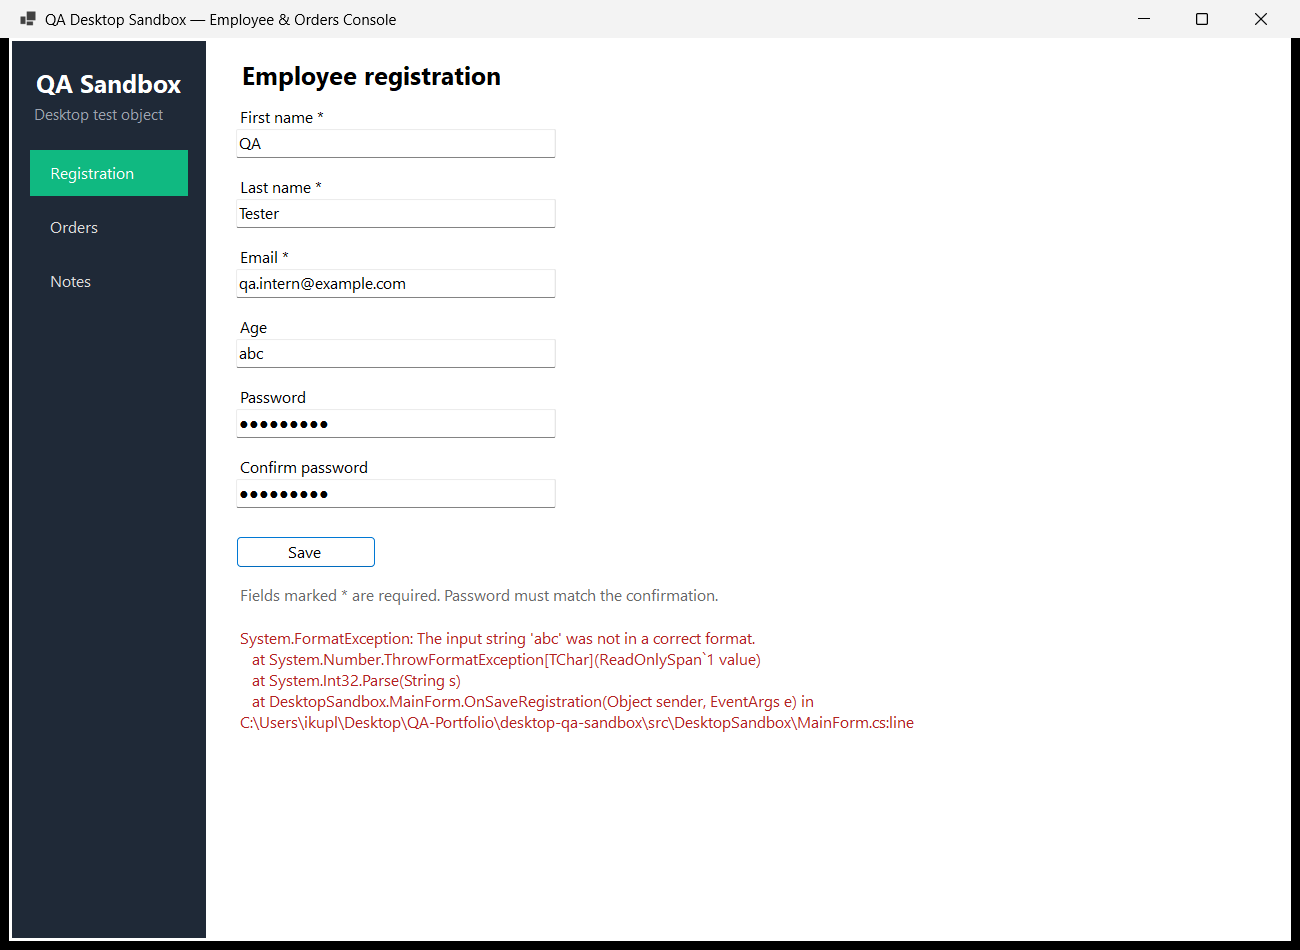 QA Desktop Sandbox — Employee & Orders Console
QA Sandbox
Desktop test object
Registration
Orders
Notes
Employee registration
First name *
QA
Last name *
Tester
Email *
qa.intern@example.com
Age
abc
Password
●●●●●●●●●
Confirm password
●●●●●●●●●
Save
Fields marked * are required. Password must match the confirmation.
System.FormatException: The input string 'abc' was not in a correct format.
at System.Number.ThrowFormatException[TChar](ReadOnlySpan`1 value)
at System.Int32.Parse(String s)
at DesktopSandbox.MainForm.OnSaveRegistration(Object sender, EventArgs e) in
C:\Users\ikupl\Desktop\QA-Portfolio\desktop-qa-sandbox\src\DesktopSandbox\MainForm.cs:line